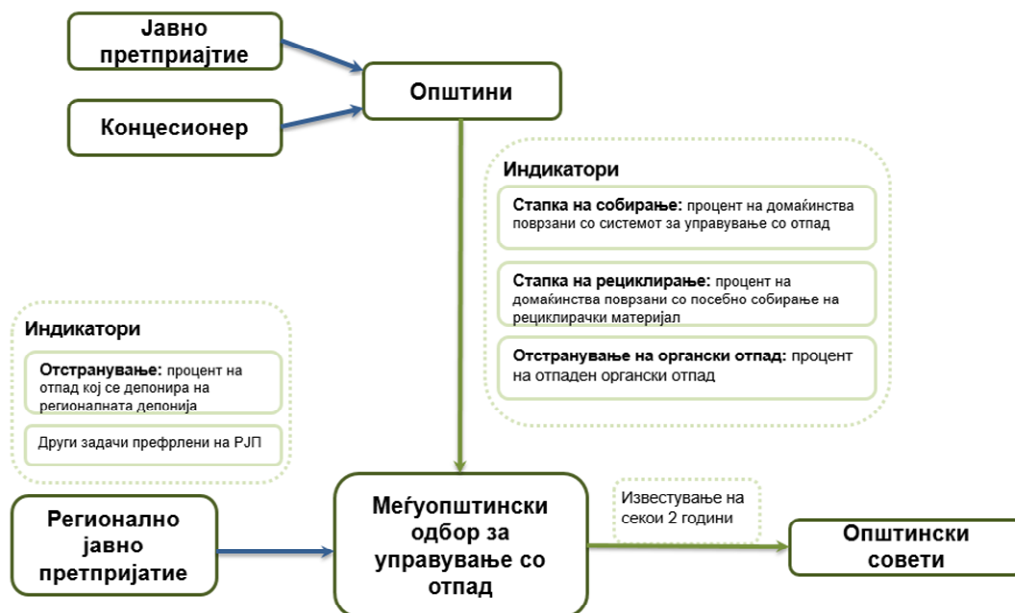 Јавно
претпријатие
Концесионер
Општини
Индикатори
Стапка на собирање: процент на домаќинства
поврзани со системот за управување со отпад
Стапка на рециклирање: процент на
домаќинства поврзани со посебно собирање на
рециклирачки материјал
Отстранување на органски отпад: процент
на отпаден органски отпад
Индикатори
Отстранување: процент на
отпад кој се депонира на
регионалната депонија
Други задачи префрлени на РЈП
Регионално
јавно
претпријатие
Меѓуопштински
одбор за
управување со
отпад
Известување на
секои 2 години
Општински
совети